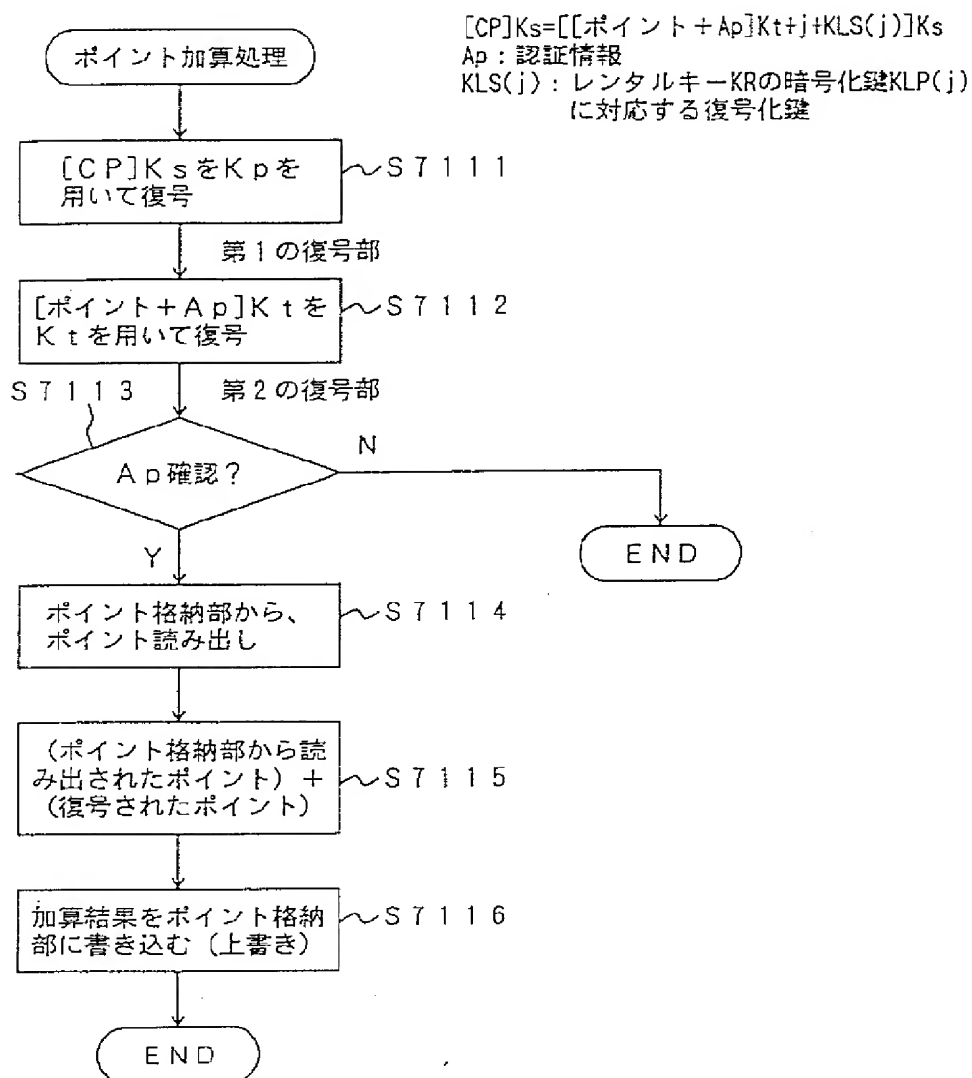 [CP]Ks=[[ポイント+Ap]Kt+j+KLS(j)]Ks
Ap:認証情報
KLS(j):レンタルキーKRの暗号化鍵KLP(j)
に対応する復号化鍵
ポイント加算処理
[CP]KsをKpを
用いて復号
S7111
第1の復号部
[ポイント+Ap]Ktを
Ktを用いて復号
S7112
S7113
第2の復号部
Ap確認?
N
END
Y
ポイント格納部から、
ポイント読み出し
S7114
(ポイント格納部から読
み出されたポイント)+
(復号されたポイント)
S7115
加算結果をポイント格納
部に書き込む(上書き)
S7116
END